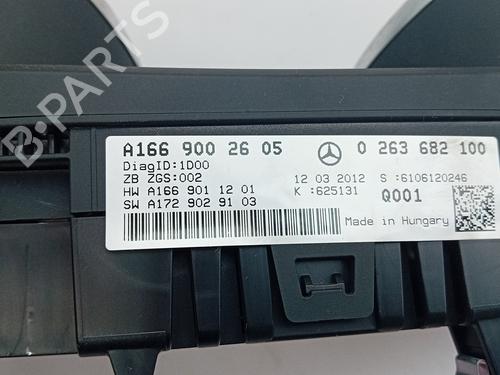 B-PARTS
A166 900 26 05 0 263 682 100
DiagID:1D00
ZB ZGS:002 12 03 2012 S :6106120246
HW A166 901 12 01 K :625131 Q001
SW A172 902 91 03
Made in Hungary